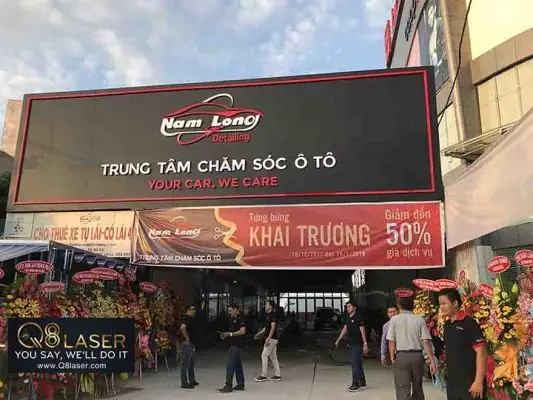 Nam Long
Detailing
TRUNG TÂM CHĂM SÓC Ô TÔ
YOUR CAR, WE CARE
CHO THUÊ XE TỰ LÁI-CÓ LÁI
Nam Long
TRUNG TÂM CHĂM SÓC Ô TÔ
Tưng bừng
KHAI TRƯƠNG
Giảm đến
50%
giá dịch vụ
Q8LASER
YOU SAY, WE'LL DO IT
www.Q8laser.com